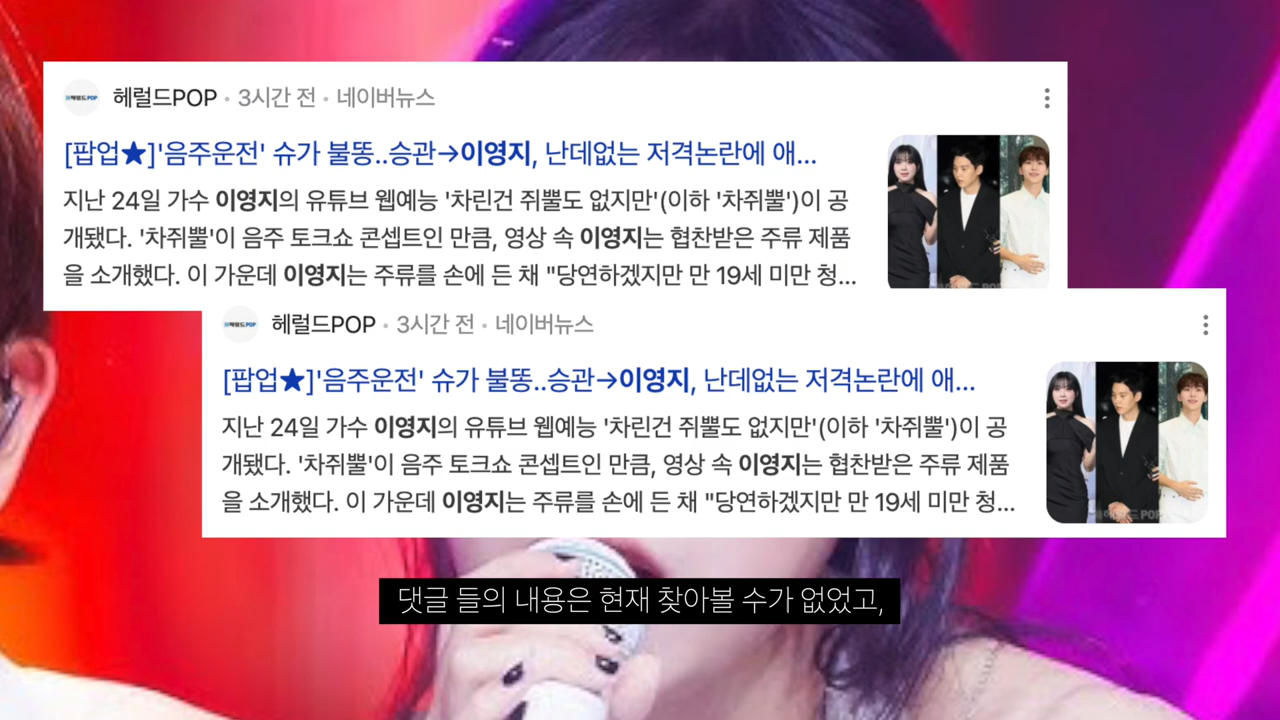 헤럴드POP · 3시간 전 · 네이버뉴스
[팝업★]'음주운전' 슈가 불똥..승관→이영지, 난데없는 저격논란에 애...
지난 24일 가수 이영지의 유튜브 웹예능 '차린건 쥐뿔도 없지만'(이하 '차쥐뿔')이 공
개됐다. '차쥐뿔'이 음주 토크쇼 콘셉트인 만큼, 영상 속 이영지는 협찬받은 주류 제품
을 소개했다. 이 가운데 이영지는 주류를 손에 든 채 "당연하겠지만 만 19세 미만 청...
헤럴드POP · 3시간 전 · 네이버뉴스
[팝업★]'음주운전' 슈가 불똥..승관→이영지, 난데없는 저격논란에 애...
지난 24일 가수 이영지의 유튜브 웹예능 '차린건 쥐뿔도 없지만'(이하 '차쥐뿔')이 공
개됐다. '차쥐뿔'이 음주 토크쇼 콘셉트인 만큼, 영상 속 이영지는 협찬받은 주류 제품
을 소개했다. 이 가운데 이영지는 주류를 손에 든 채 "당연하겠지만 만 19세 미만 청...
댓글 들의 내용은 현재 찾아볼 수가 없었고,